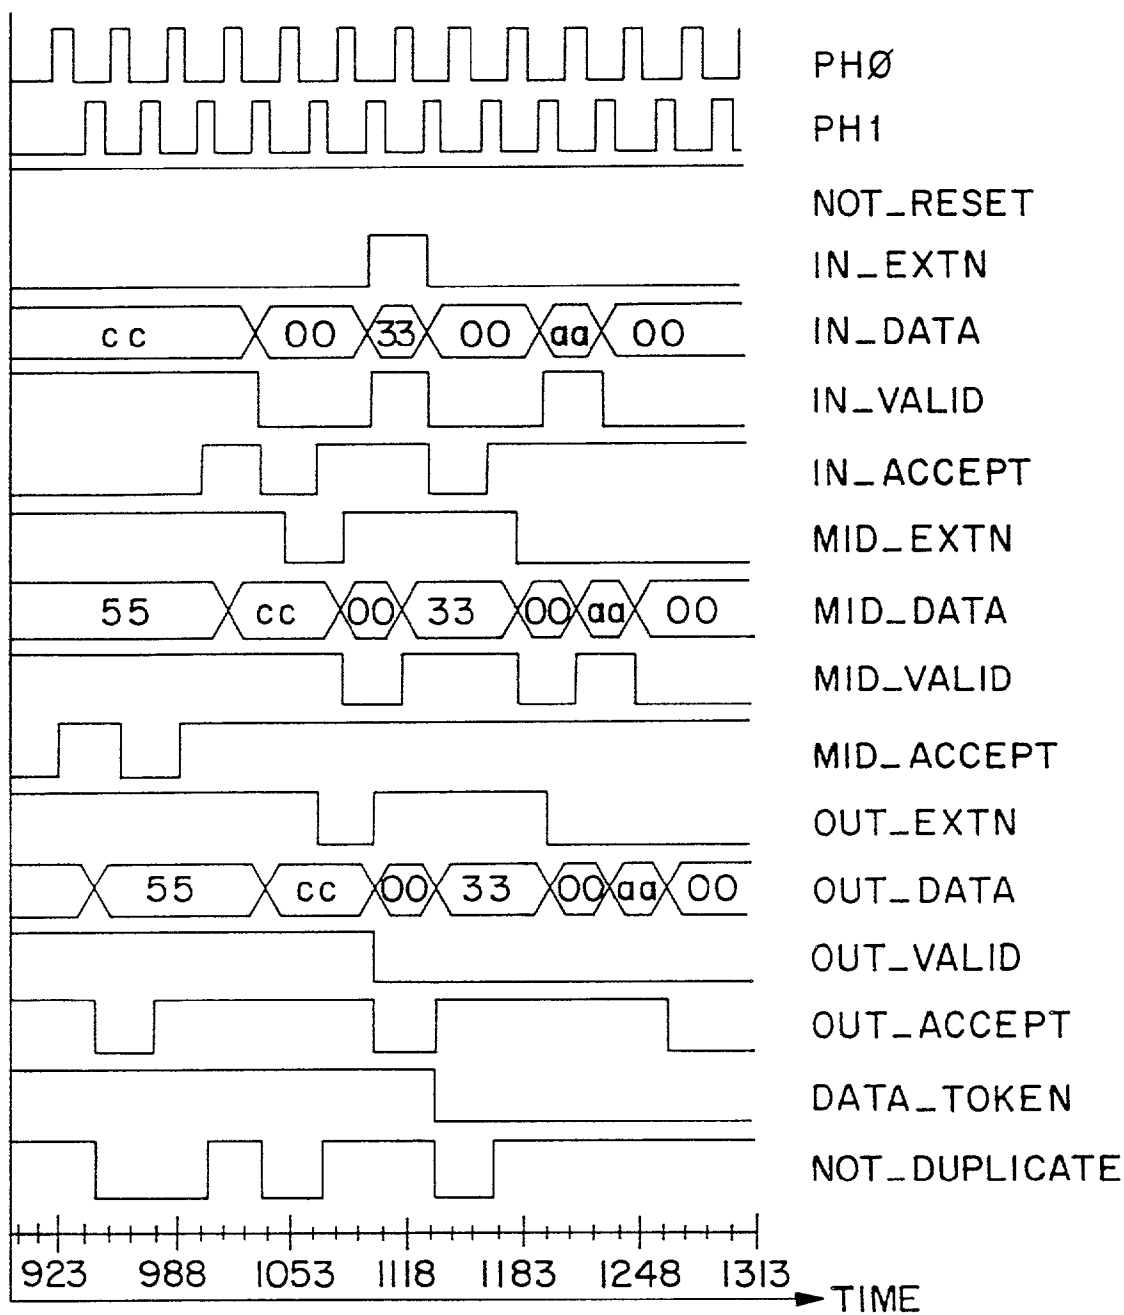 PHØ
PH1
NOT_RESET
IN_EXTN
cc 00 33 00 aa 00 IN_DATA
IN_VALID
IN_ACCEPT
MID_EXTN
55 cc 00 33 00 aa 00 MID_DATA
MID_VALID
MID_ACCEPT
OUT_EXTN
55 cc 00 33 00 aa 00 OUT_DATA
OUT_VALID
OUT_ACCEPT
DATA_TOKEN
NOT_DUPLICATE
923 988 1053 1118 1183 1248 1313
TIME